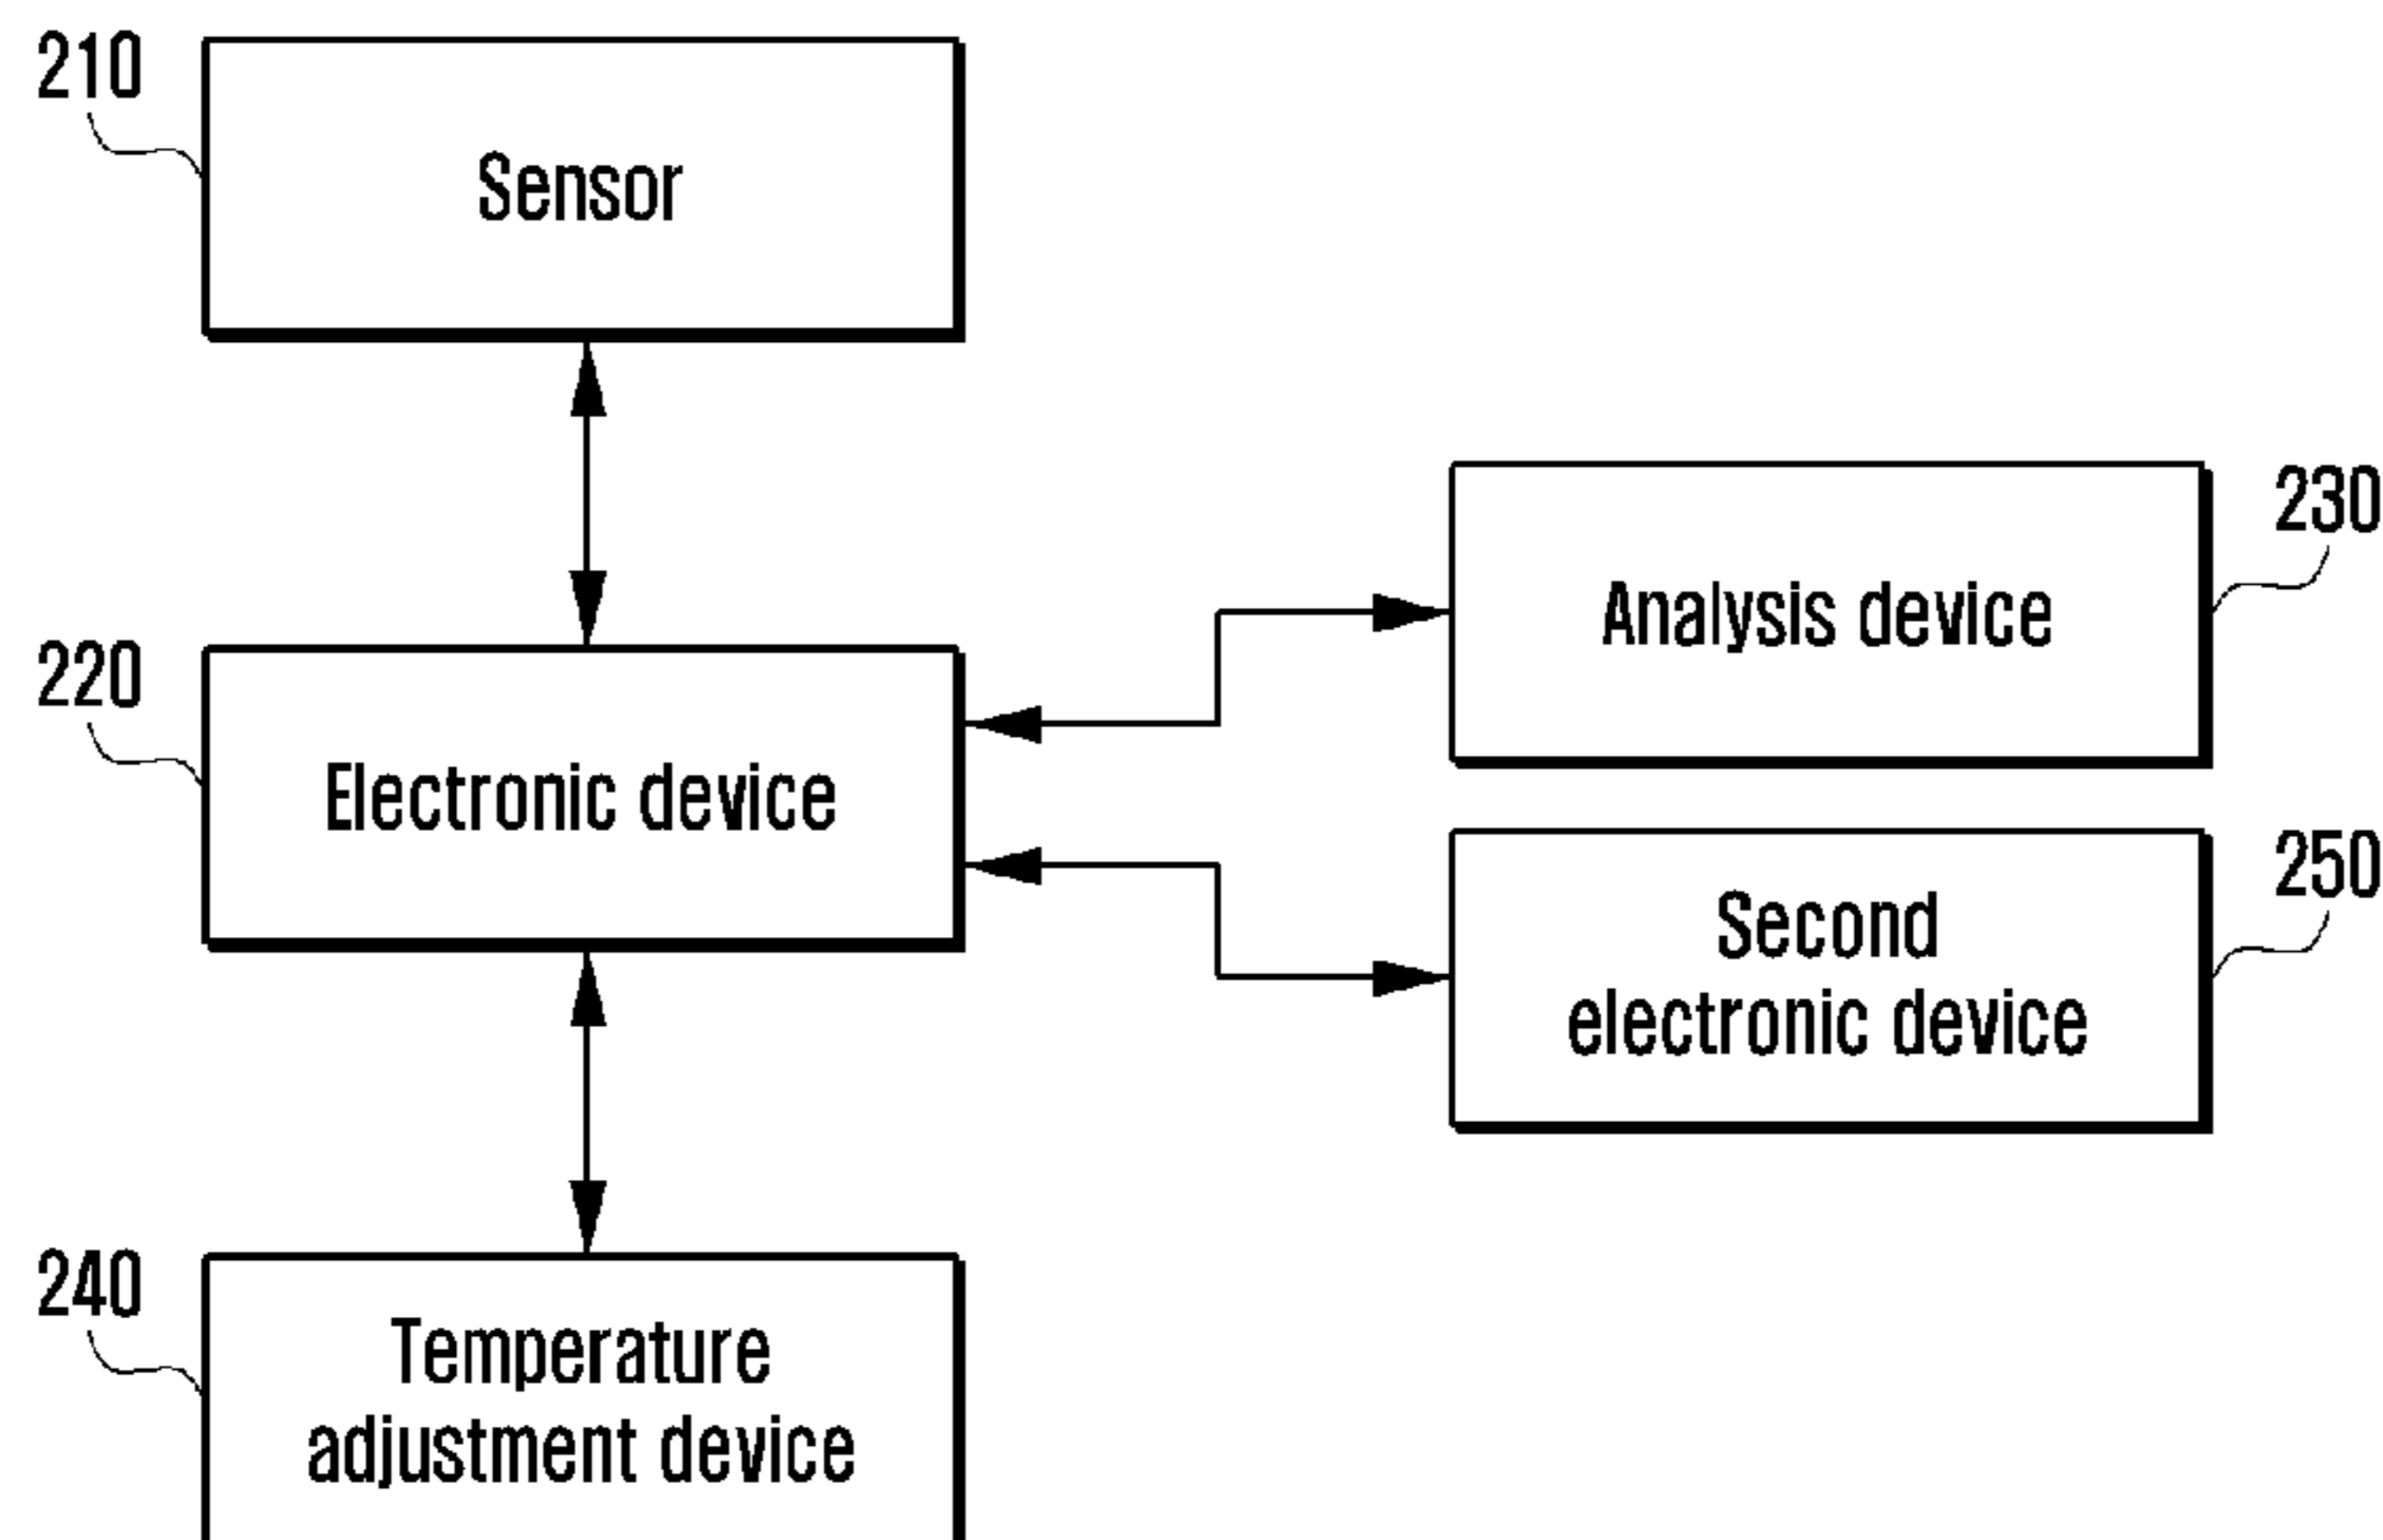 210
Sensor
220
Electronic device
230
Analysis device
250
Second
electronic device
240
Temperature
adjustment device